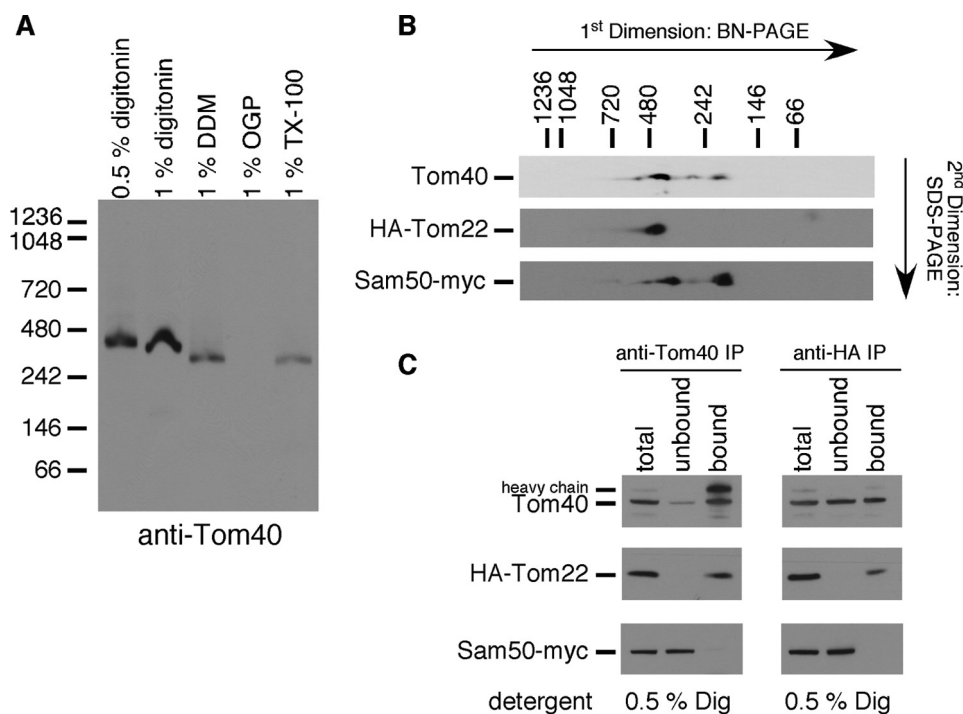 A
0.5 % digitonin
1 % digitonin
1 % DDM
1 % OGP
1 % TX-100
1236
1048
720
480
242
146
66
anti-Tom40
B
1st Dimension: BN-PAGE
1236
1048
720
480
242
146
66
Tom40
HA-Tom22
Sam50-myc
2nd Dimension:
SDS-PAGE
C
anti-Tom40 IP
anti-HA IP
total
unbound
bound
total
unbound
bound
heavy chain
Tom40
HA-Tom22
Sam50-myc
detergent 0.5 % Dig 0.5 % Dig